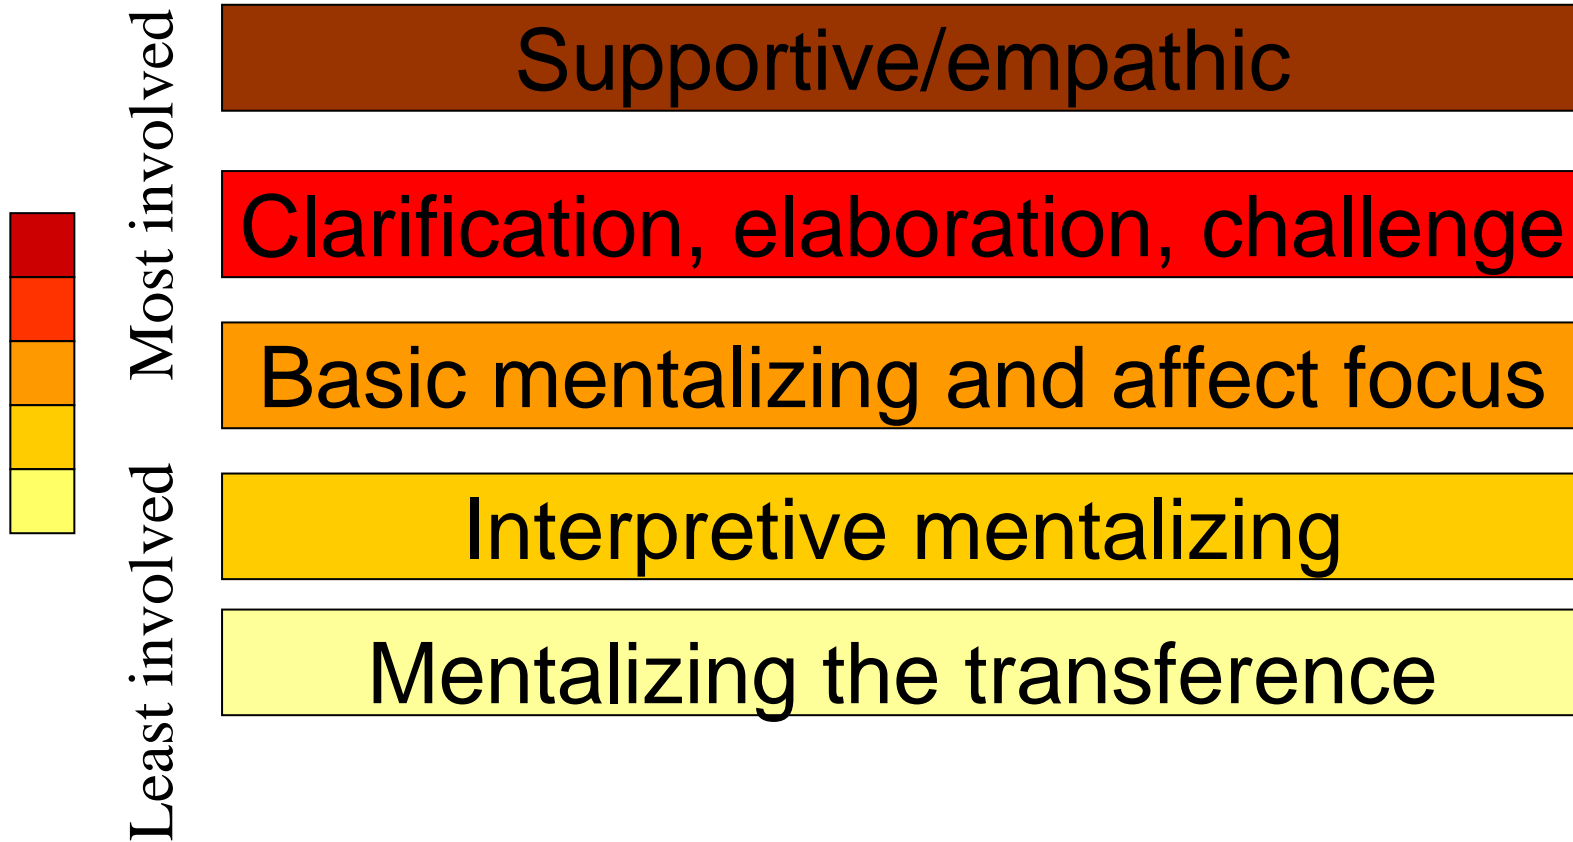 Most involved
Supportive/empathic
Clarification, elaboration, challenge
Basic mentalizing and affect focus
Least involved
Interpretive mentalizing
Mentalizing the transference